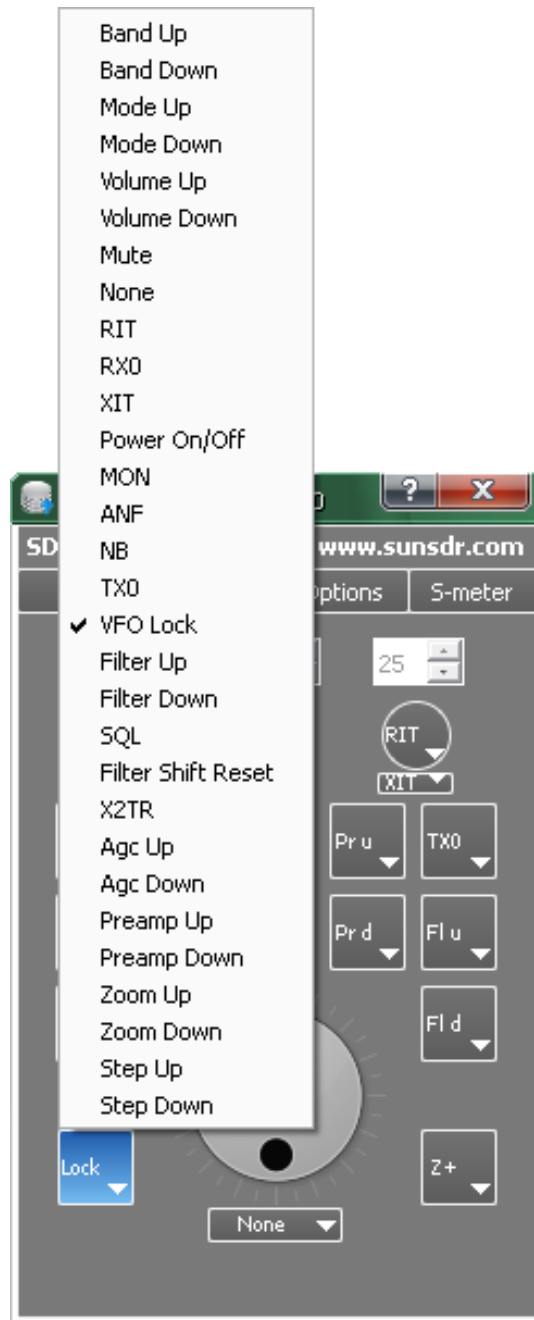 Band Up
Band Down
Mode Up
Mode Down
Volume Up
Volume Down
Mute
None
RIT
RX0
XIT
Power On/Off
MON
ANF
NB
TX0
VFO Lock
Filter Up
Filter Down
SQL
Filter Shift Reset
X2TR
Agc Up
Agc Down
Preamp Up
Preamp Down
Zoom Up
Zoom Down
Step Up
Step Down
?
X
SD
www.sunsdr.com
ptions
S-meter
25
RIT
XIT
Pr u
TX0
Pr d
Fl u
Fl d
Lock
Z+
None